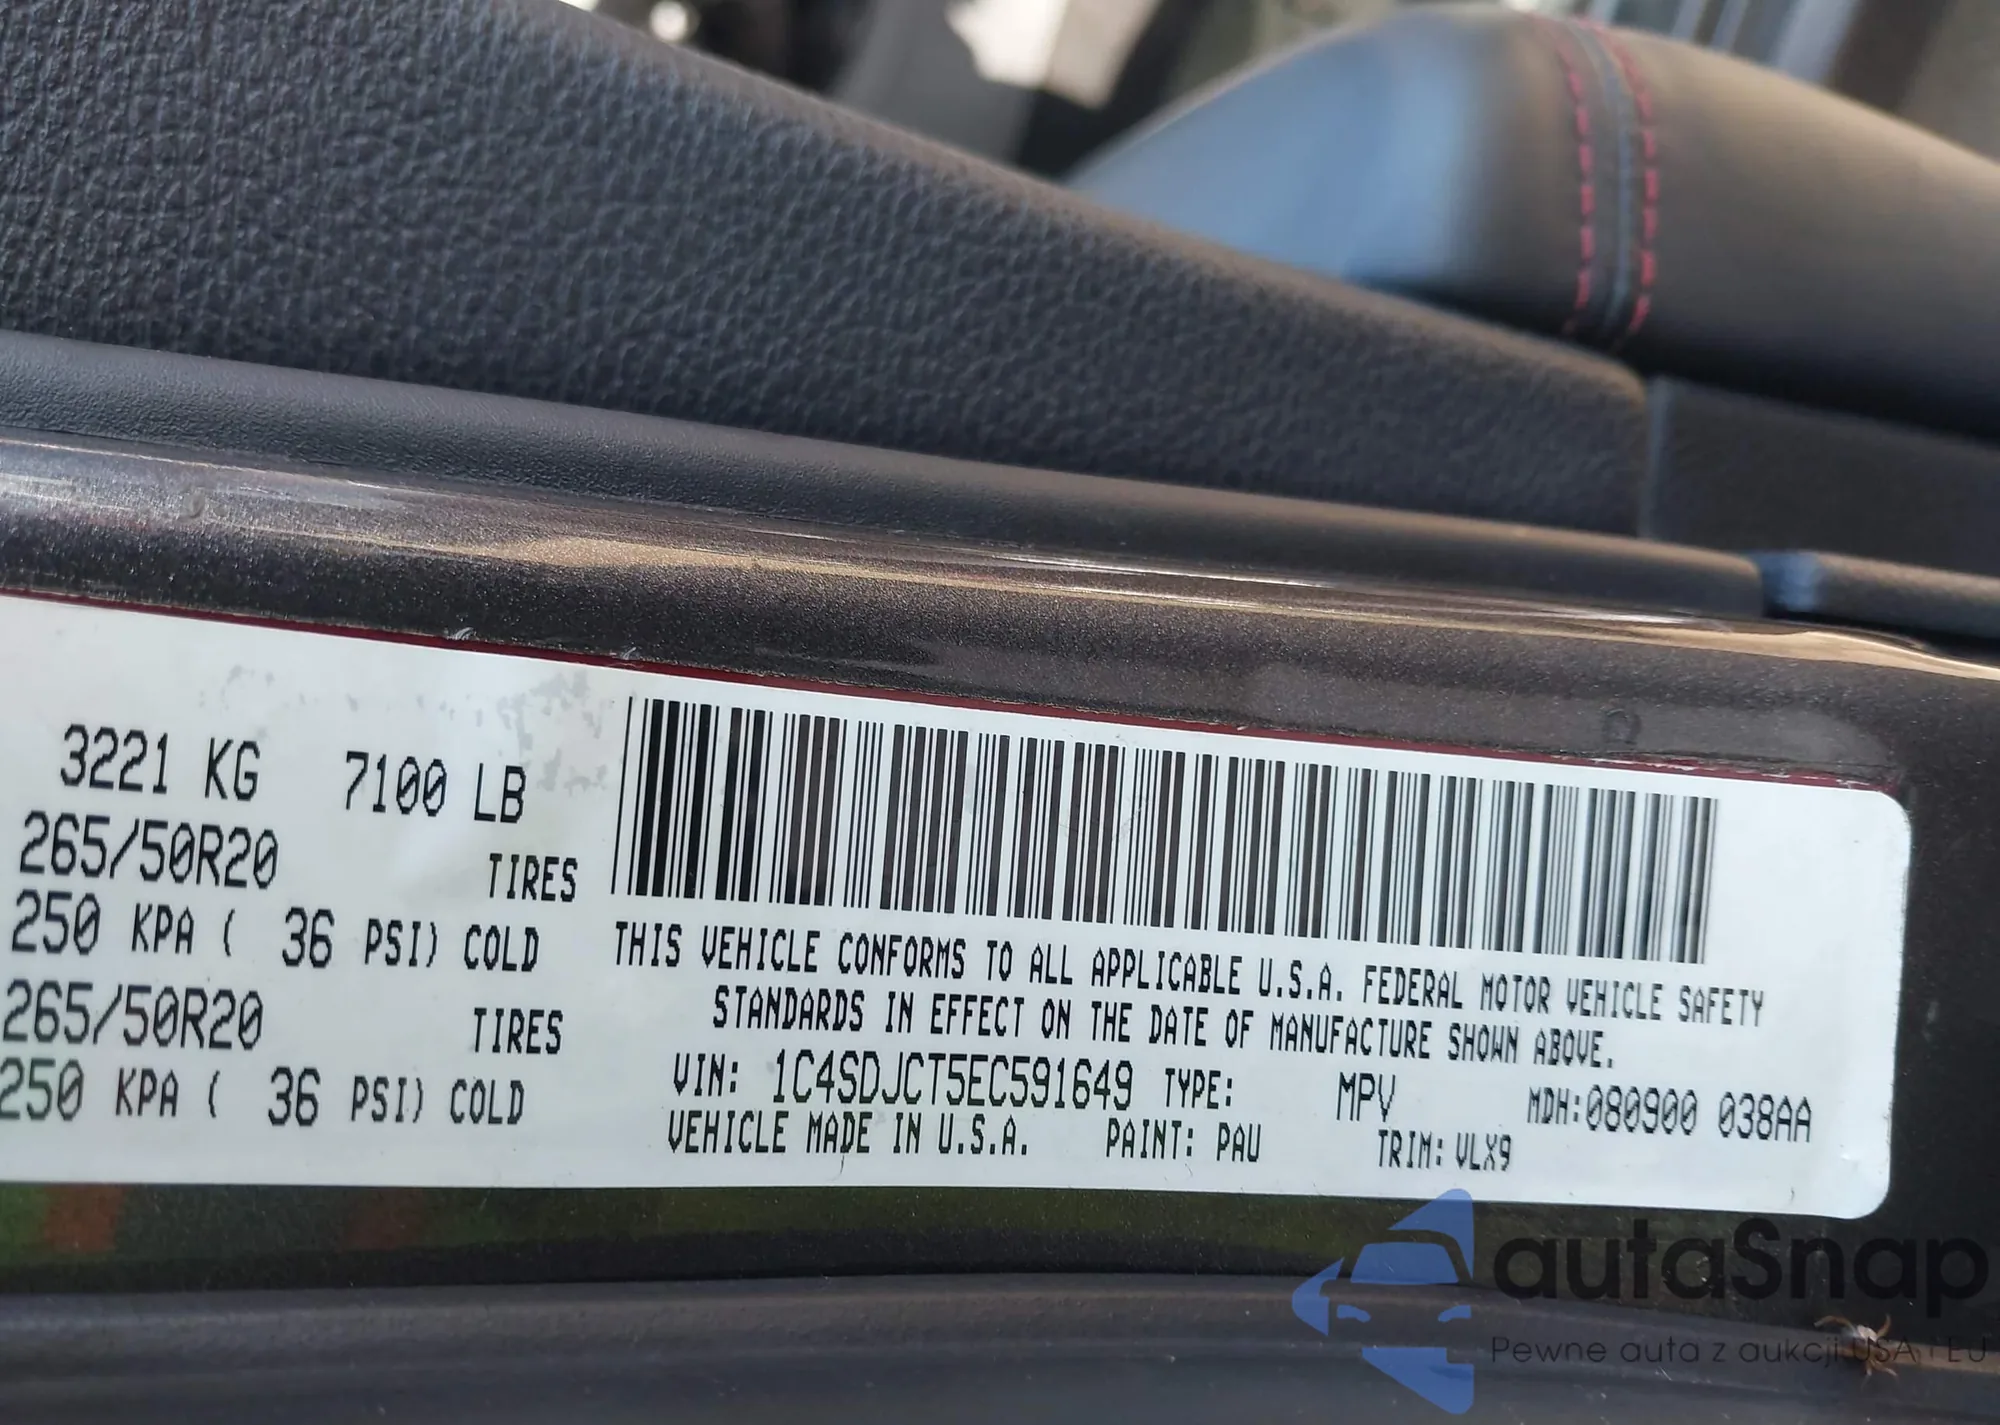 3221 KG 7100 LB
265/50R20 TIRES
250 KPA ( 36 PSI) COLD
265/50R20 TIRES
250 KPA ( 36 PSI) COLD
THIS VEHICLE CONFORMS TO ALL APPLICABLE U.S.A. FEDERAL MOTOR VEHICLE SAFETY
STANDARDS IN EFFECT ON THE DATE OF MANUFACTURE SHOWN ABOVE.
VIN: 1C4SDJCT5EC591649 TYPE: MPV MDH:080900 038AA
VEHICLE MADE IN U.S.A. PAINT: PAU TRIM: VLX9
autaSnap
Pewne auta z aukcji USA i EU